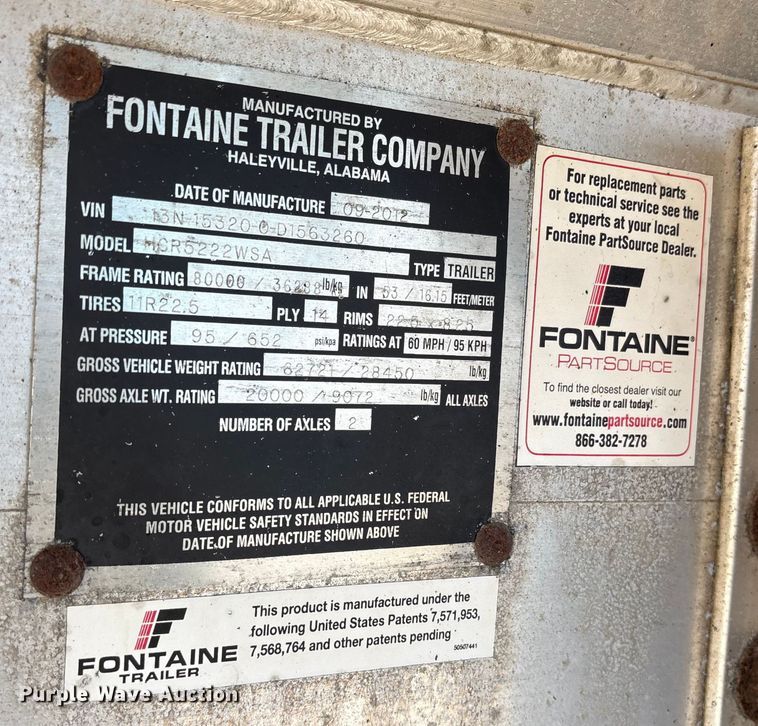 MANUFACTURED BY
FONTAINE TRAILER COMPANY
HALEYVILLE, ALABAMA
DATE OF MANUFACTURE 09-2012
VIN 13N-15320-0-D1563260
MODEL HCR5222WSA TYPE TRAILER
FRAME RATING 80000 / 36288 lb/kg IN 53 / 16.15 FEET/METER
TIRES 11R22.5 PLY 14 RIMS 22.5 x 8.25
AT PRESSURE 95 / 652 psi/kpa RATINGS AT 60 MPH / 95 KPH
GROSS VEHICLE WEIGHT RATING 62721 / 28450 lb/kg
GROSS AXLE WT. RATING 20000 / 9072 lb/kg ALL AXLES
NUMBER OF AXLES 2
THIS VEHICLE CONFORMS TO ALL APPLICABLE U.S. FEDERAL
MOTOR VEHICLE SAFETY STANDARDS IN EFFECT ON
DATE OF MANUFACTURE SHOWN ABOVE
For replacement parts
or technical service see the
experts at your local
Fontaine PartSource Dealer.
FONTAINE®
PARTSOURCE
To find the closest dealer visit our
website or call today!
www.fontainepartsource.com
866-382-7278
FONTAINE
TRAILER
This product is manufactured under the
following United States Patents 7,571,953,
7,568,764 and other patents pending
50507441
Purple Wave Auction